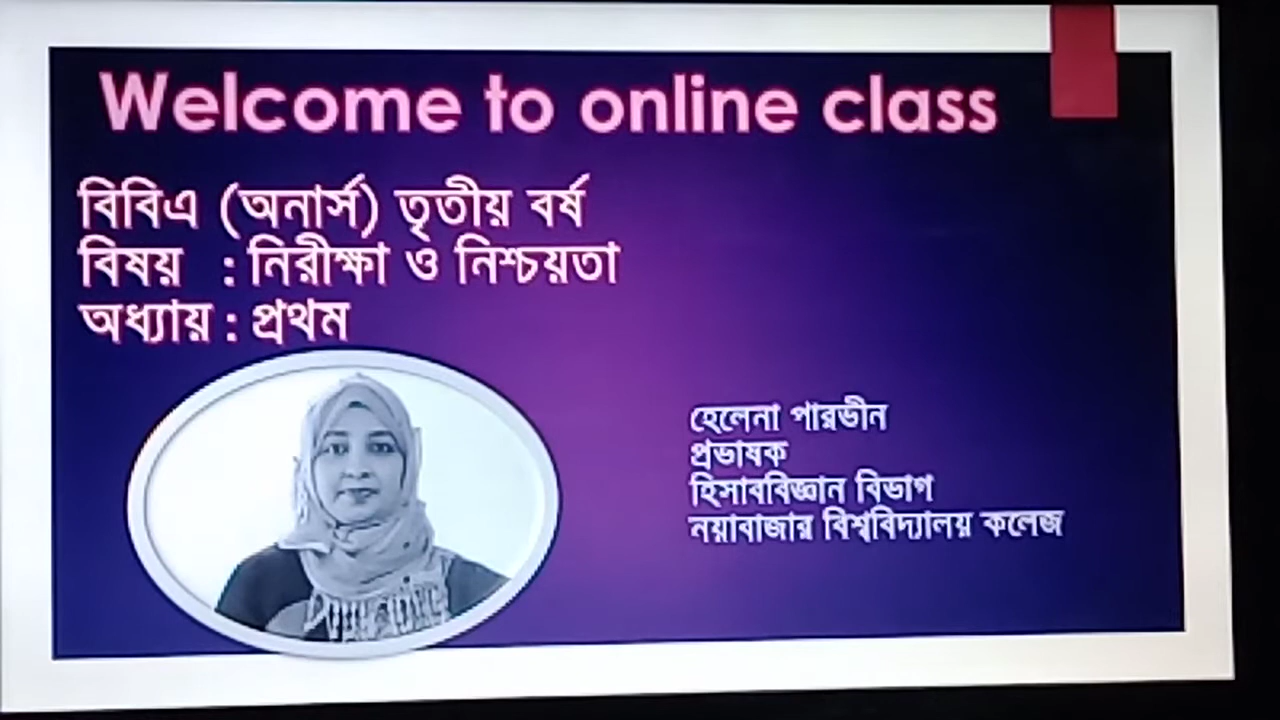 Welcome to online class
বিবিএ (অনার্স) তৃতীয় বর্ষ
বিষয় : নিরীক্ষা ও নিশ্চয়তা
অধ্যায় : প্রথম
হেলেনা পারভীন
প্রভাষক
হিসাববিজ্ঞান বিভাগ
নয়াবাজার বিশ্ববিদ্যালয় কলেজ